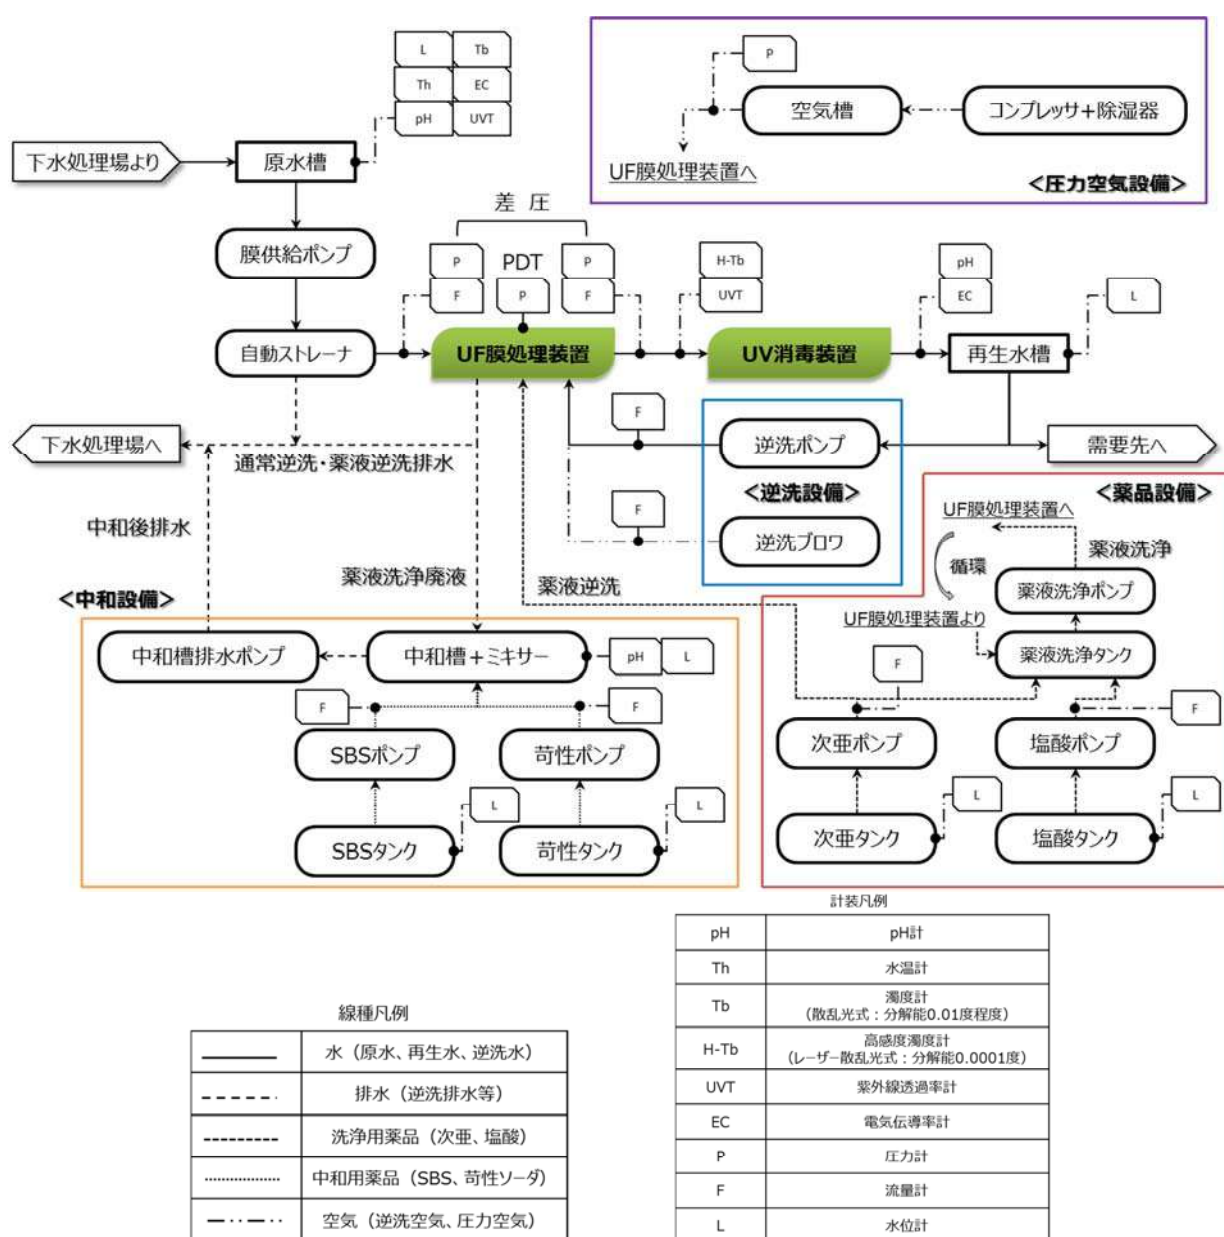 L Tb
Th EC
pH UVT
下水処理場より
原水槽
膜供給ポンプ
自動ストレーナ
P
空気槽
コンプレッサ+除湿器
UF膜処理装置へ
<圧力空気設備>
差 圧
P PDT P
F P F
H-Tb
UVT
pH
EC
L
UF膜処理装置
UV消毒装置
再生水槽
下水処理場へ
通常逆洗・薬液逆洗排水
F
逆洗ポンプ
需要先へ
<逆洗設備>
F
逆洗ブロワ
中和後排水
薬液洗浄廃液
薬液逆洗
<薬品設備>
UF膜処理装置へ
薬液洗浄
循環
薬液洗浄ポンプ
UF膜処理装置より
薬液洗浄タンク
<中和設備>
中和槽排水ポンプ
中和槽+ミキサー
pH L
F
F
F
F
SBSポンプ
苛性ポンプ
次亜ポンプ
塩酸ポンプ
L
L
L
L
SBSタンク
苛性タンク
次亜タンク
塩酸タンク
計装凡例
pH pH計
Th 水温計
Tb 濁度計
(散乱光式：分解能0.01度程度)
H-Tb 高感度濁度計
(レーザー散乱光式：分解能0.0001度)
UVT 紫外線透過率計
EC 電気伝導率計
P 圧力計
F 流量計
L 水位計
線種凡例
水（原水、再生水、逆洗水）
排水（逆洗排水等）
洗浄用薬品（次亜、塩酸）
中和用薬品（SBS、苛性ソーダ）
空気（逆洗空気、圧力空気）